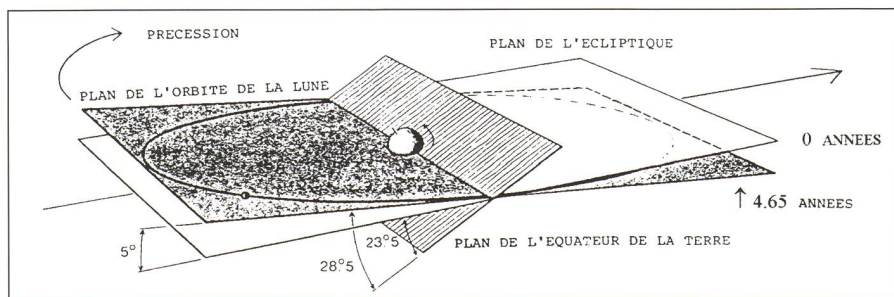 PRECESSION
PLAN DE L'ECLIPTIQUE
PLAN DE L'ORBITE DE LA LUNE
0 ANNEES
↑ 4.65 ANNEES
PLAN DE L'EQUATEUR DE LA TERRE
5°
23°5
28°5